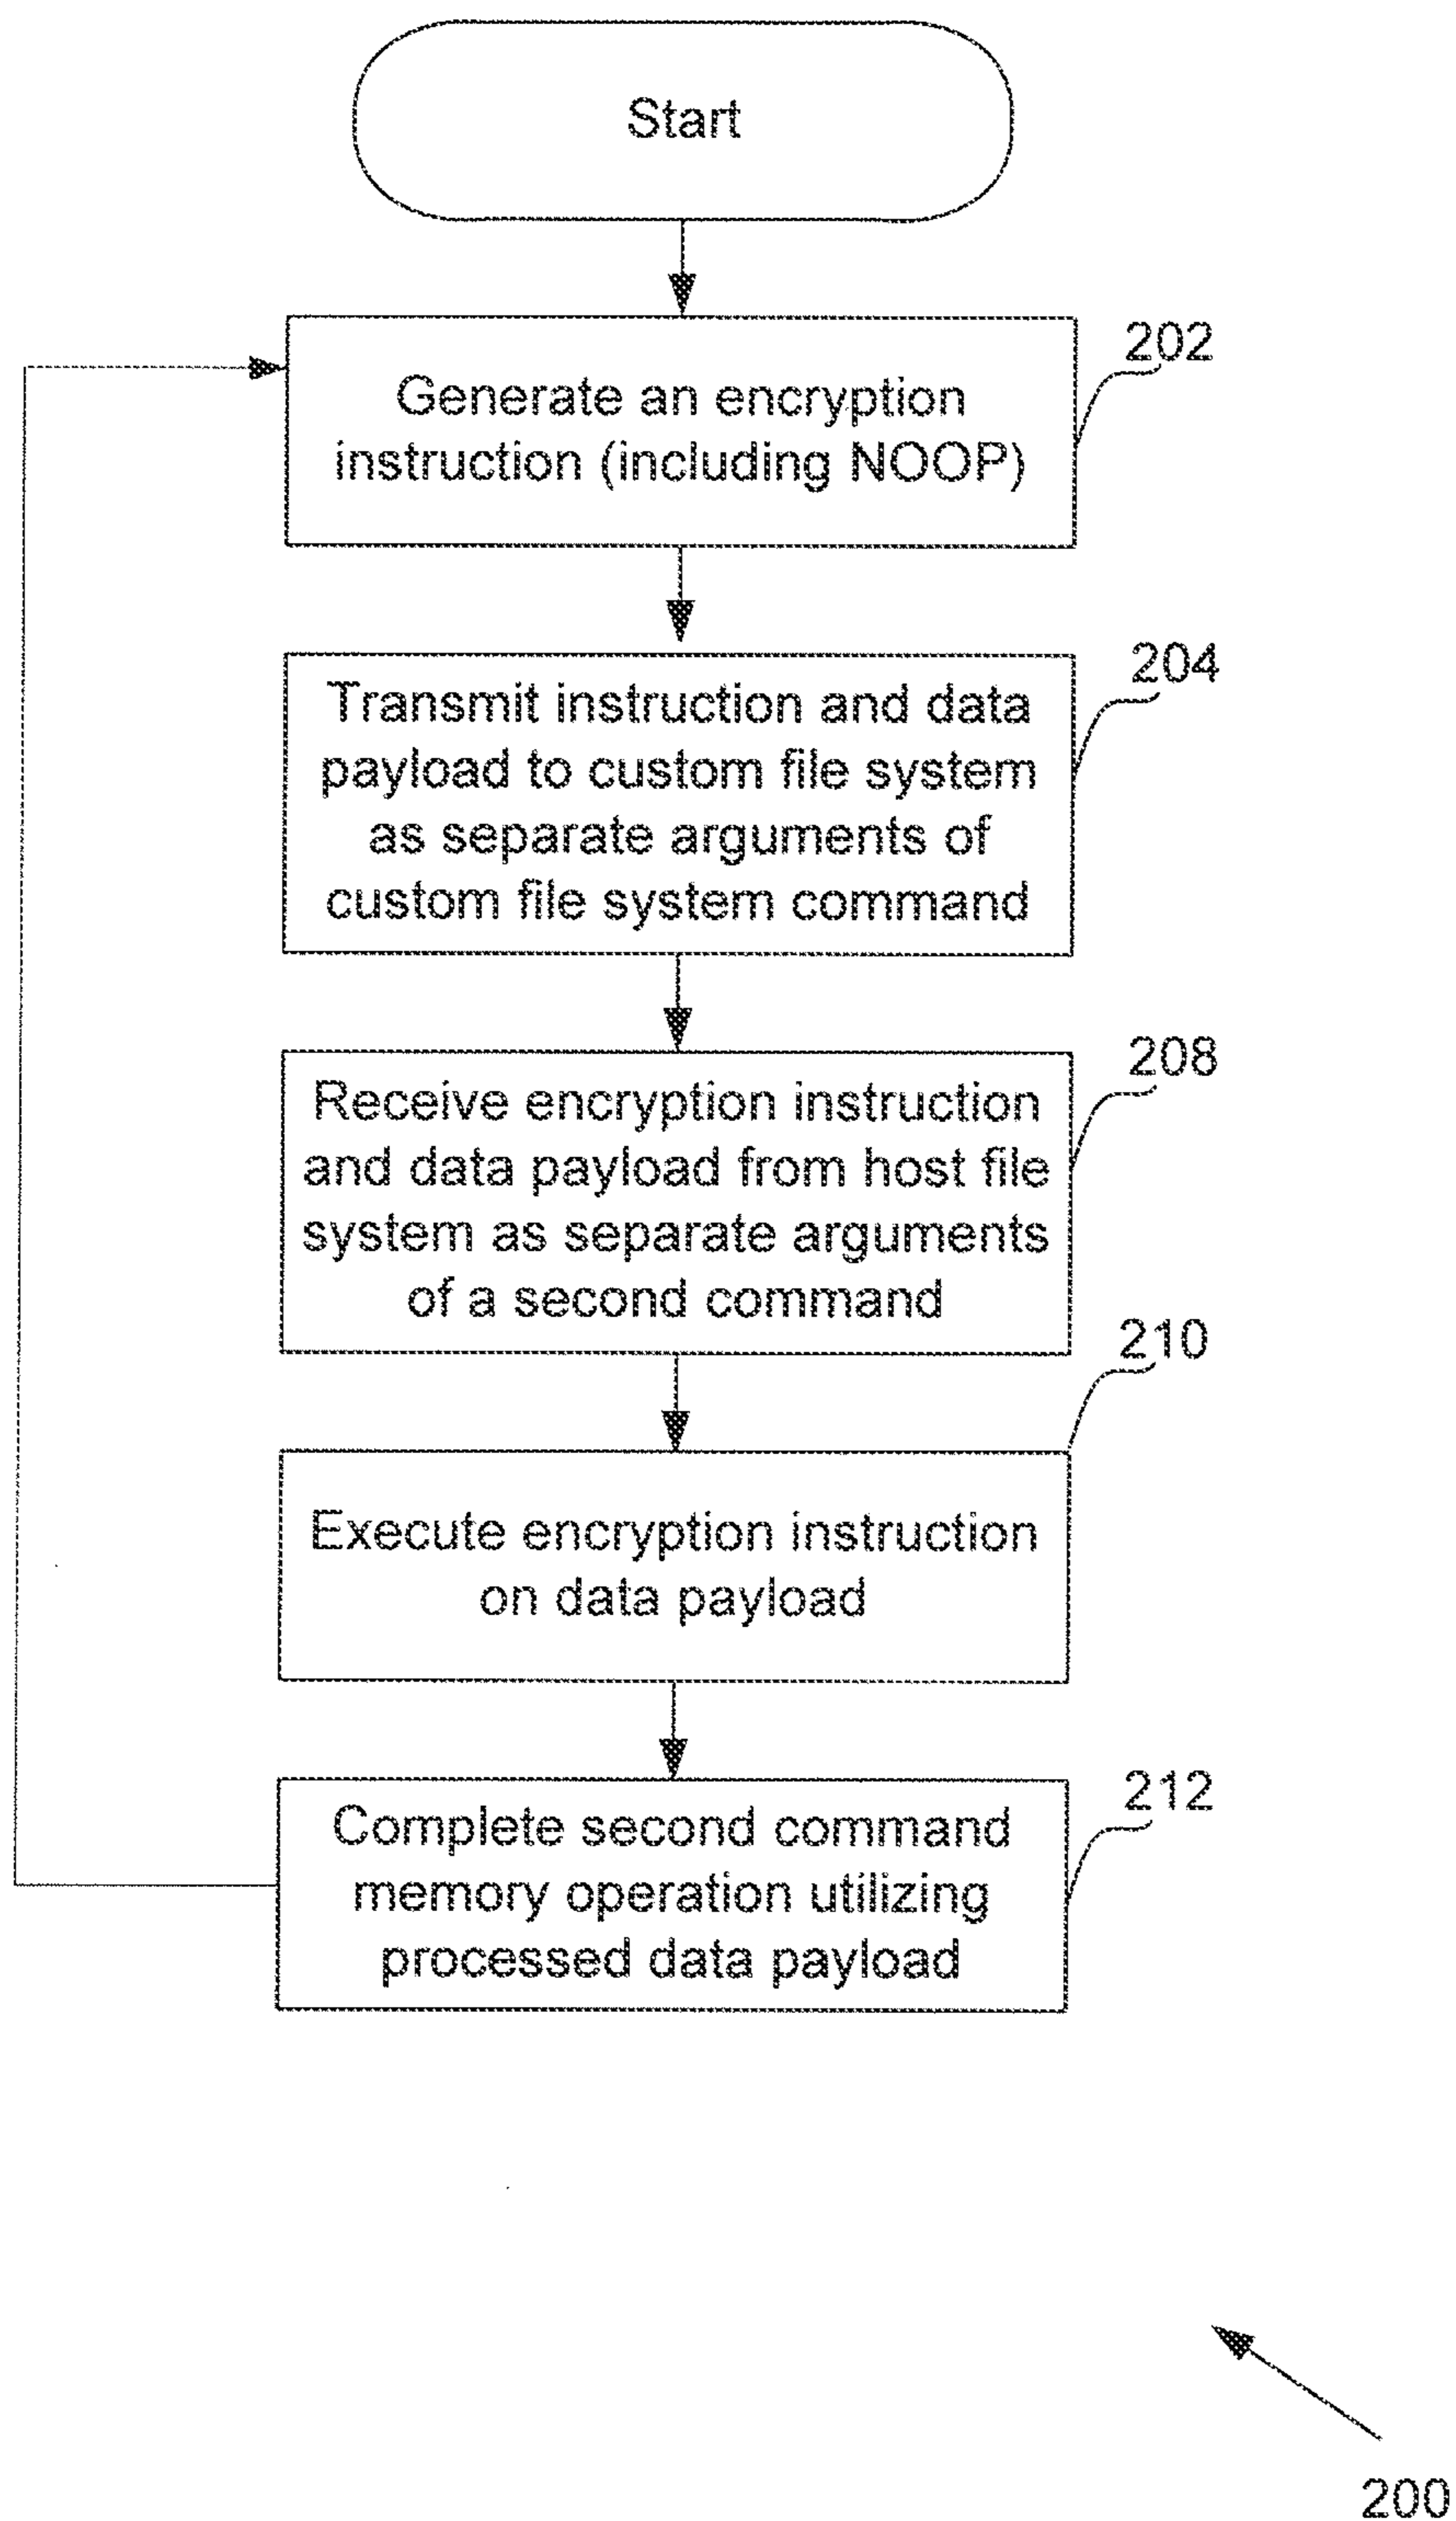 Start
202
Generate an encryption
instruction (including NOOP)
204
Transmit instruction and data
payload to custom file system
as separate arguments of
custom file system command
208
Receive encryption instruction
and data payload from host file
system as separate arguments
of a second command
210
Execute encryption instruction
on data payload
212
Complete second command
memory operation utilizing
processed data payload
200